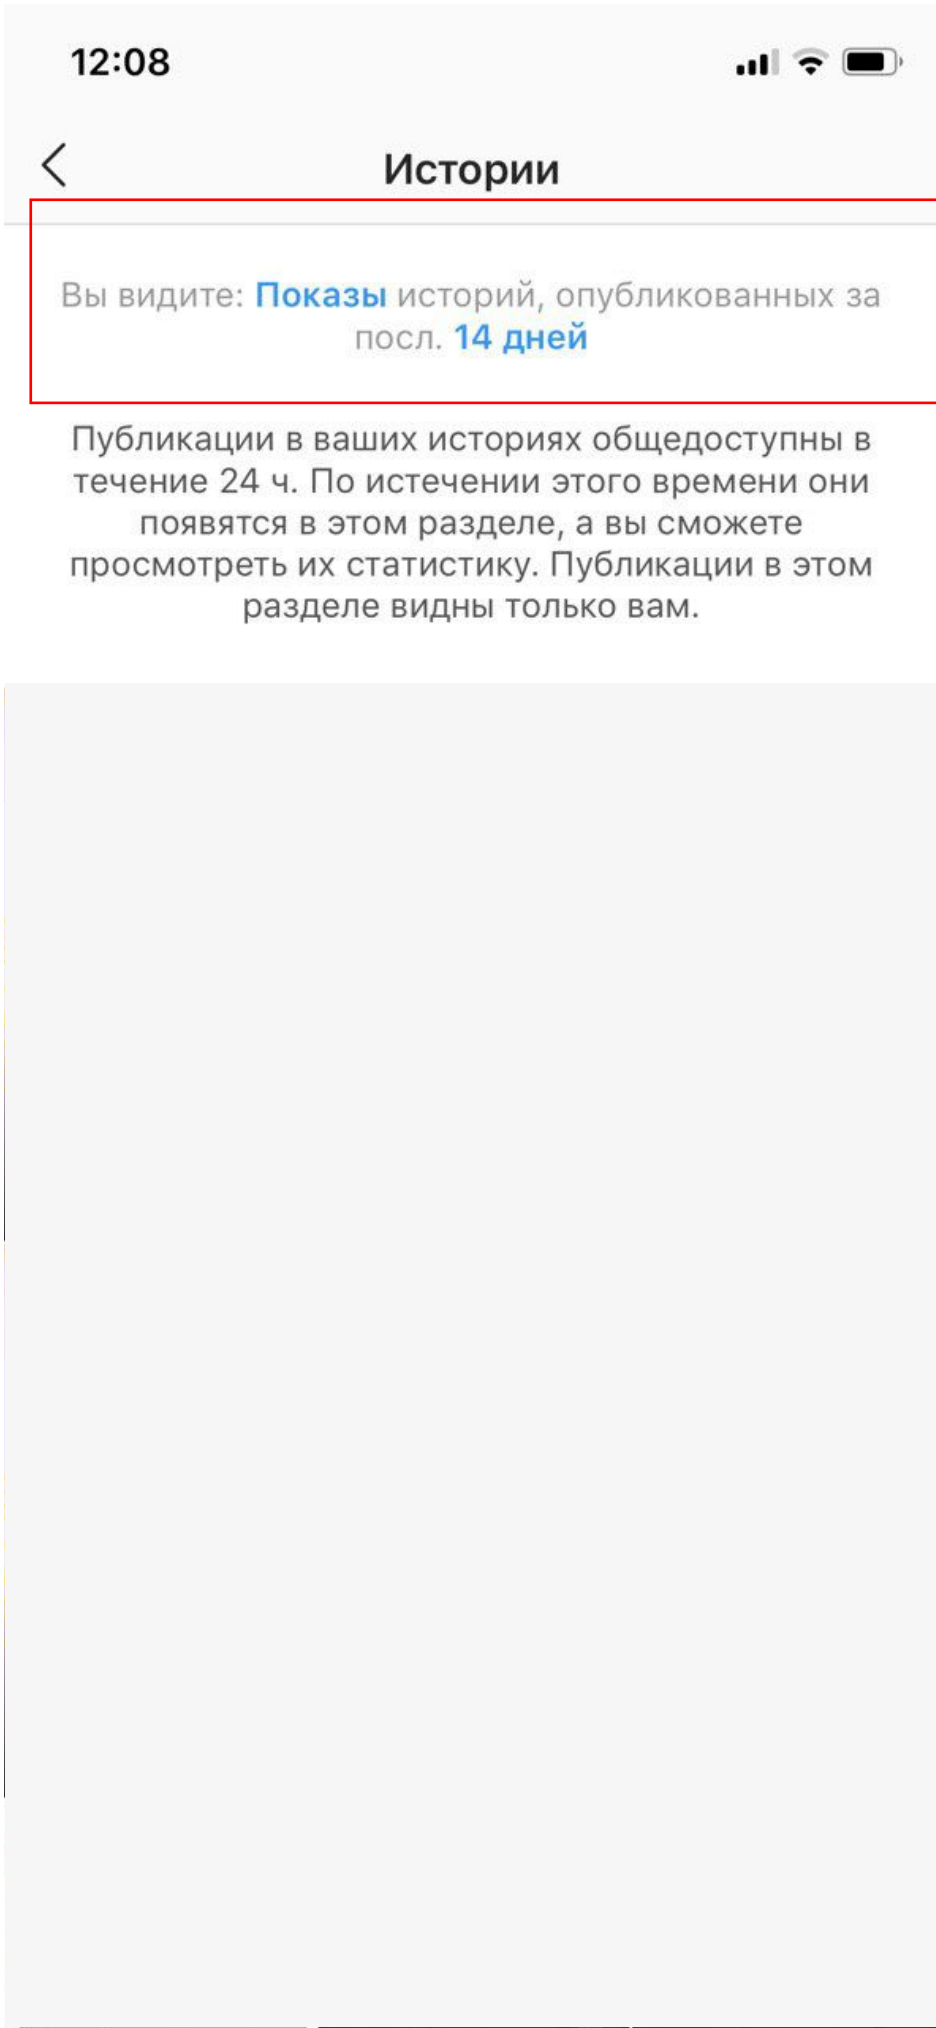 12:08
Истории
Вы видите: Показы историй, опубликованных за
посл. 14 дней
Публикации в ваших историях общедоступны в
течение 24 ч. По истечении этого времени они
появятся в этом разделе, а вы сможете
просмотреть их статистику. Публикации в этом
разделе видны только вам.